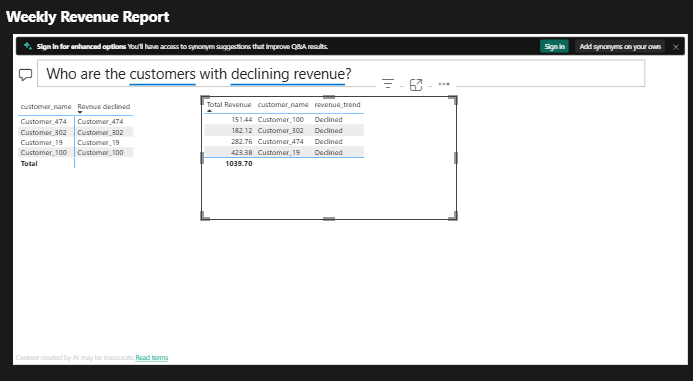 Weekly Revenue Report
Sign in for enhanced options You'll have access to synonym suggestions that improve Q&A results.
Sign in
Add synonyms on your own
Who are the customers with declining revenue?
customer_name Revnue declined
Customer_474 Customer_474
Customer_302 Customer_302
Customer_19 Customer_19
Customer_100 Customer_100
Total
Total Revenue customer_name revenue_trend
151.44 Customer_100 Declined
182.12 Customer_302 Declined
282.76 Customer_474 Declined
423.38 Customer_19 Declined
1039.70
Content created by AI may be inaccurate. Read terms